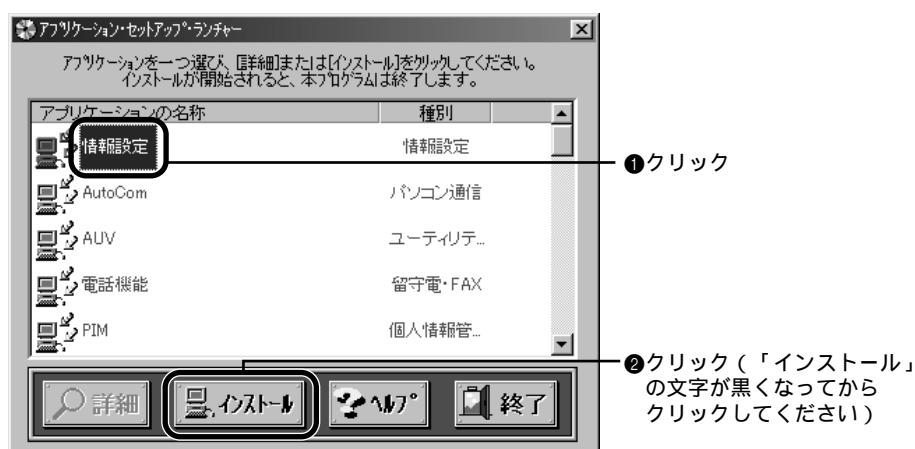 アプリケーション・セットアップ・ランチャー
アプリケーションを一つ選び、[詳細]または[インストール]をクリックしてください。
インストールが開始されると、本プログラムは終了します。
アプリケーションの名称 種別
情報設定 情報設定
❶クリック
AutoCom パソコン通信
AUV ユーティリテ...
電話機能 留守電・FAX
PIM 個人情報管...
❷クリック（「インストール」
の文字が黒くなってから
クリックしてください）
詳細 インストール ヘルプ 終了